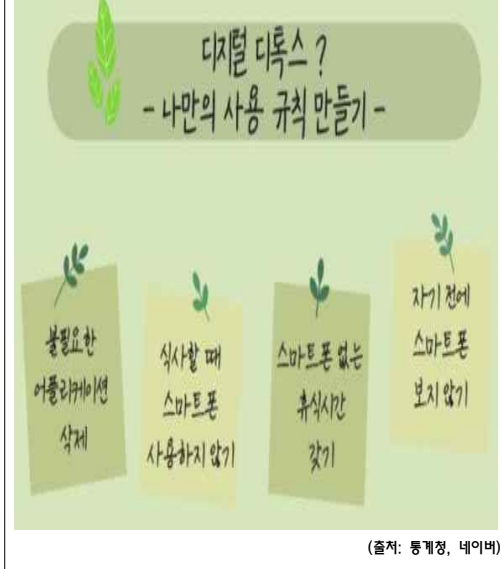 디지털 디톡스 ?
- 나만의 사용 규칙 만들기 -
불필요한
어플리케이션
삭제
식사할 때
스마트폰
사용하지 않기
스마트폰 없는
휴식시간
갖기
자기 전에
스마트폰
보지 않기
(출처: 통계청, 네이버)